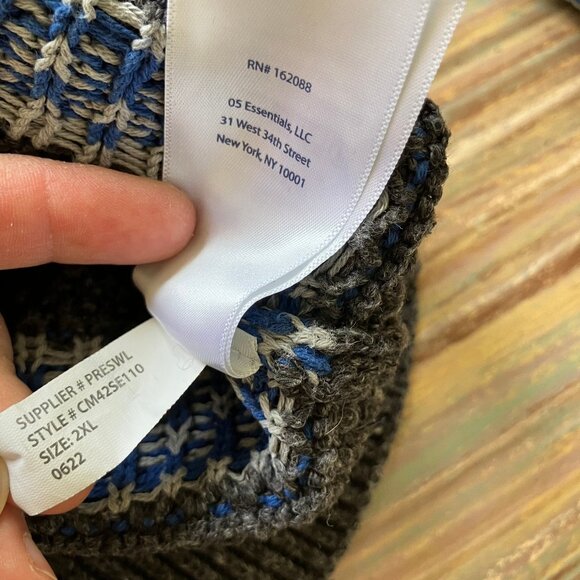 RN# 162088
05 Essentials, LLC
31 West 34th Street
New York, NY 10001
SUPPLIER # PRESWL
STYLE # CM42SE110
SIZE: 2XL
0622